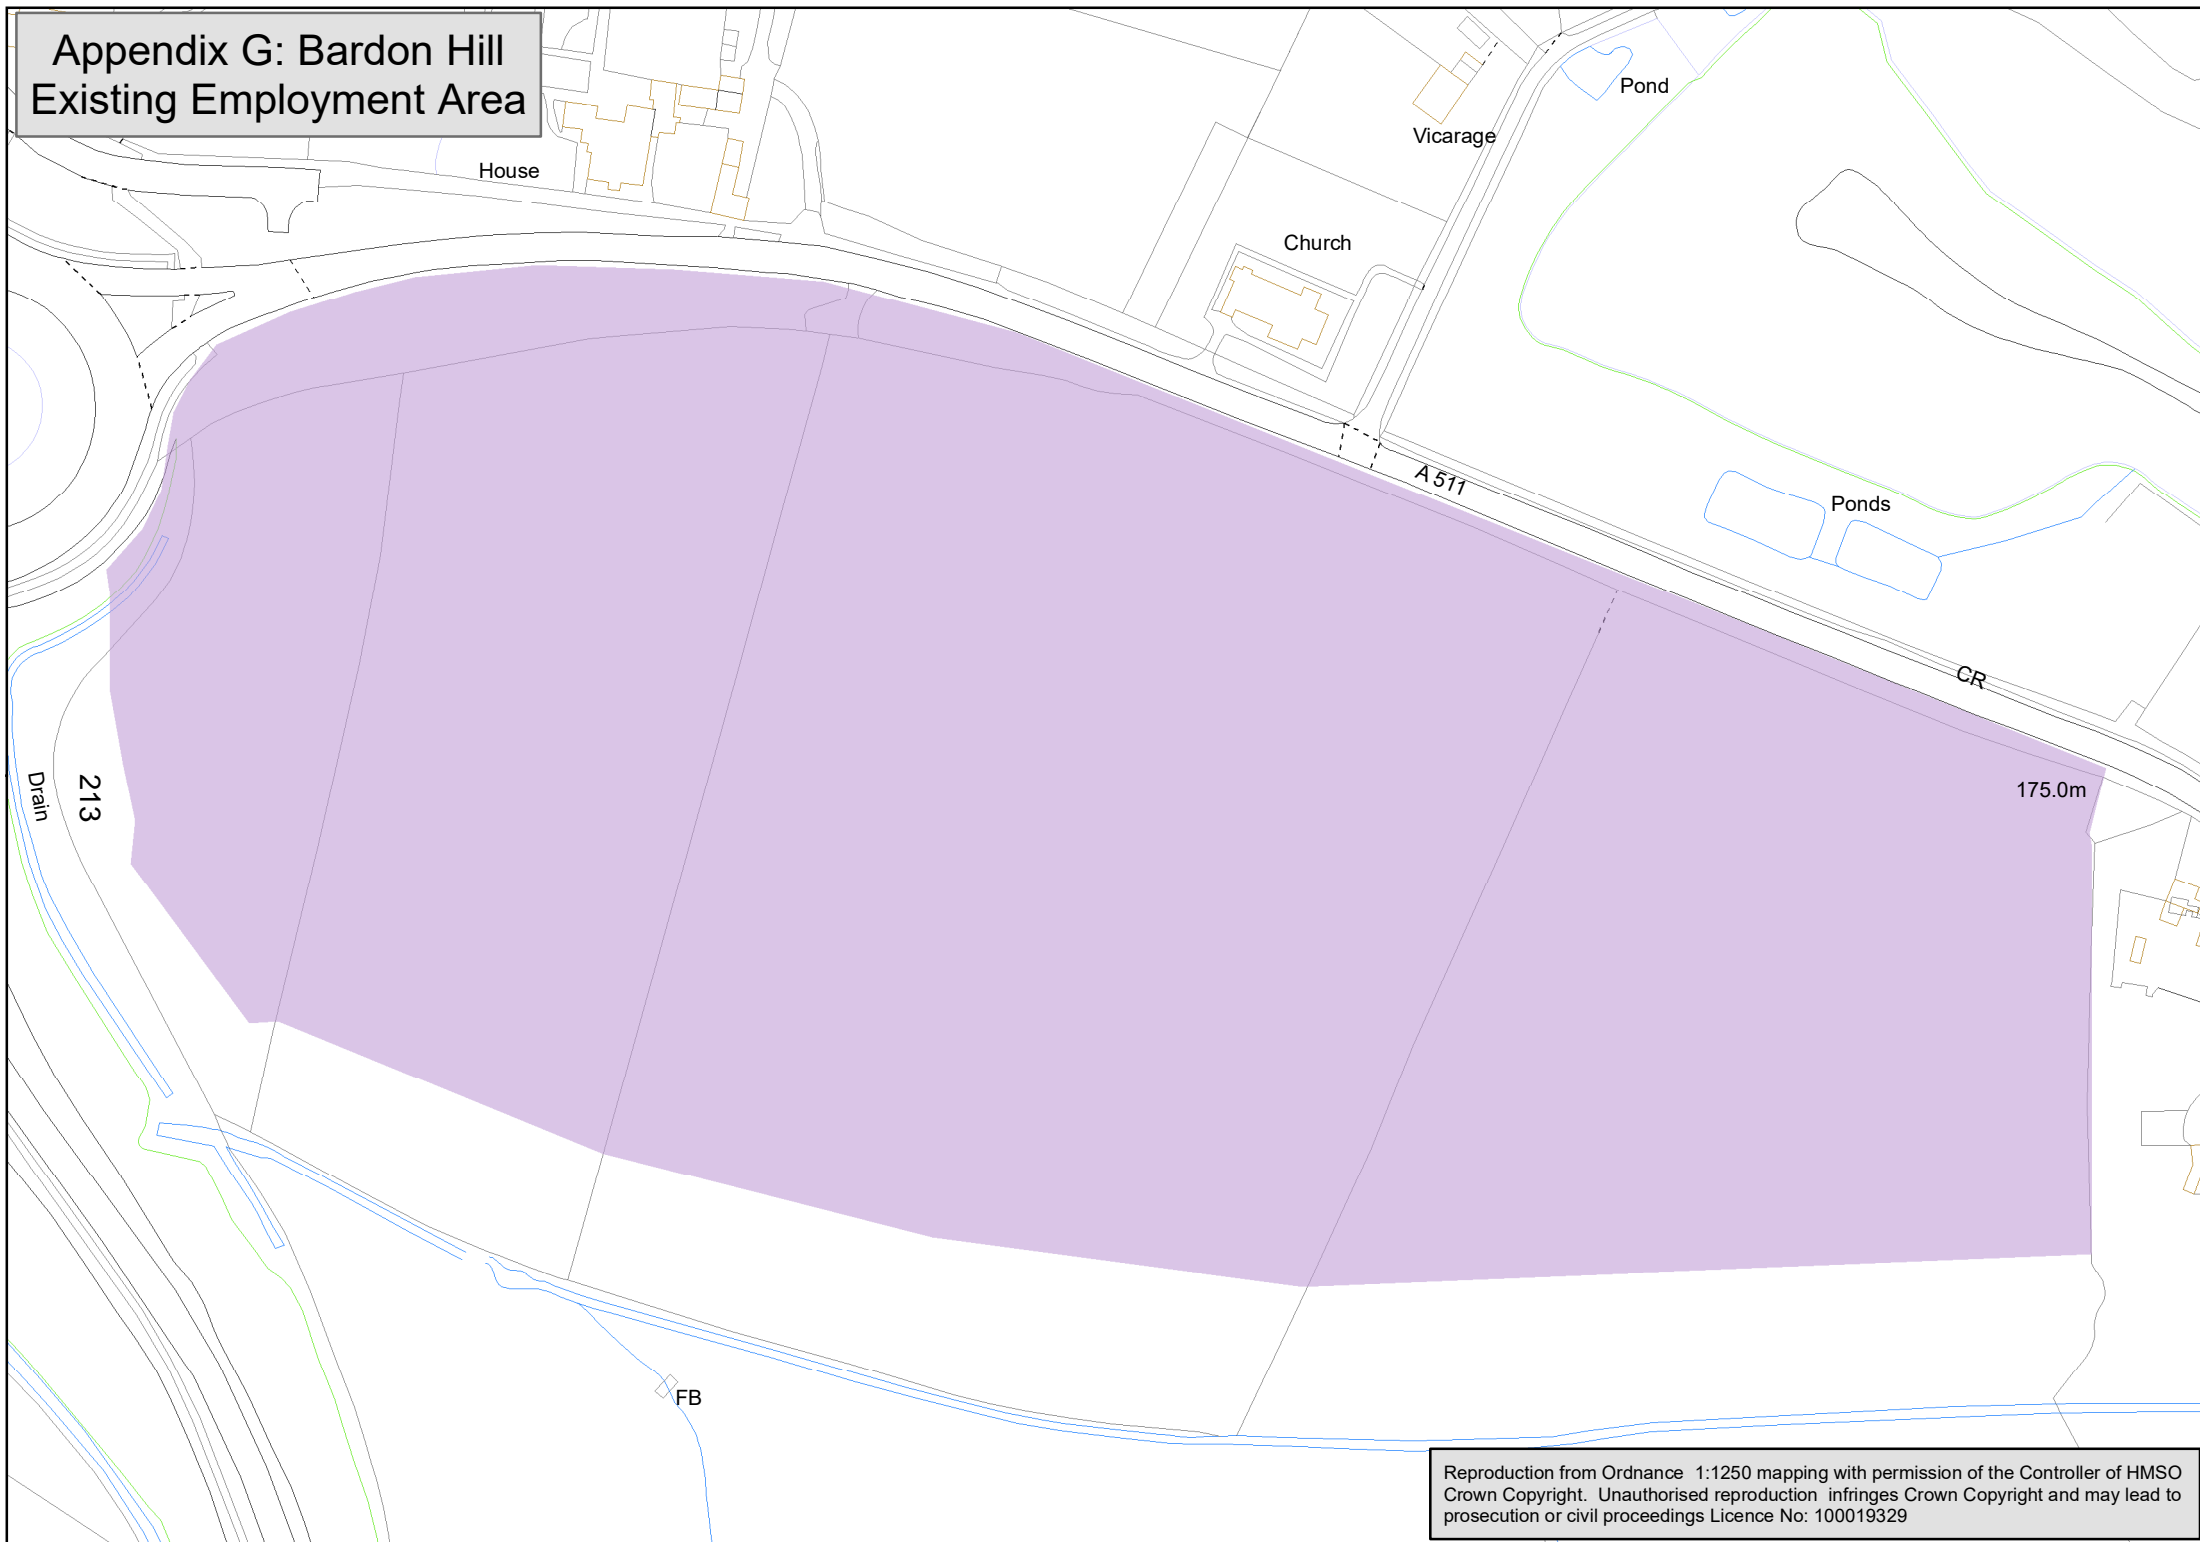 Appendix G: Bardon Hill
Existing Employment Area
Pond
Vicarage
House
Church
A 511
Ponds
CR
175.0m
Drain
213
FB
Reproduction from Ordnance 1:1250 mapping with permission of the Controller of HMSO
Crown Copyright. Unauthorised reproduction infringes Crown Copyright and may lead to
prosecution or civil proceedings Licence No: 100019329